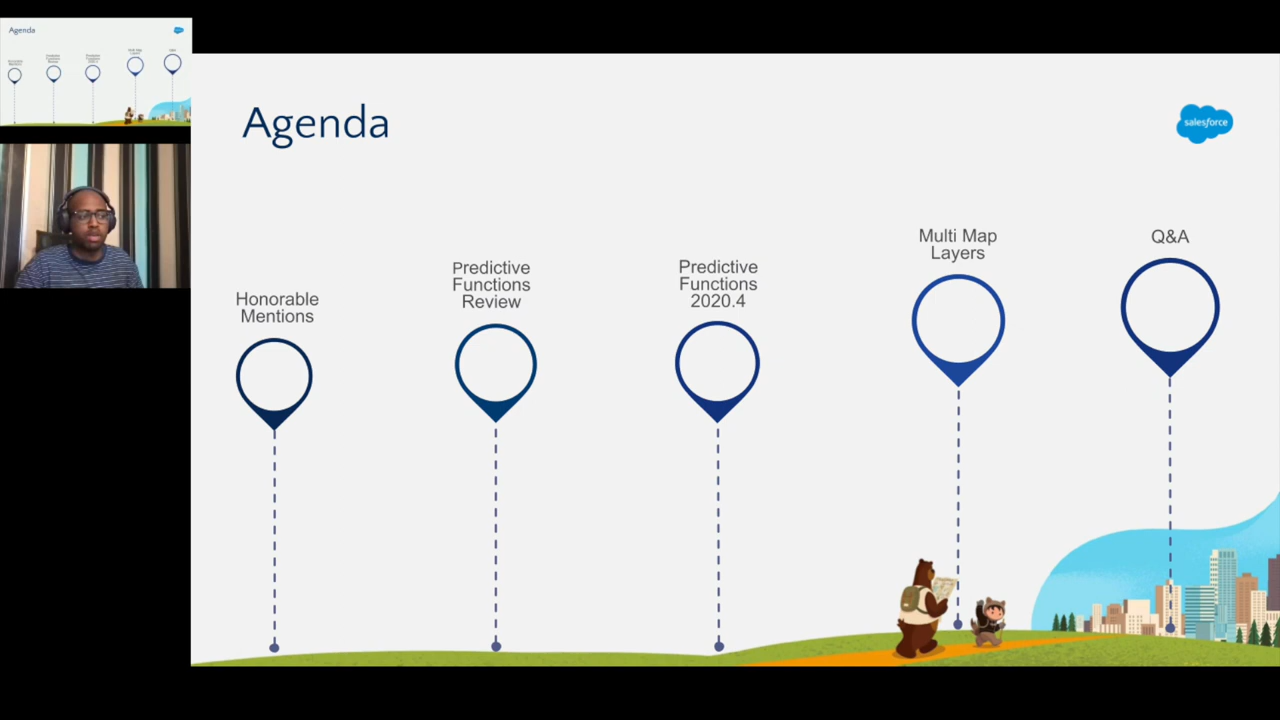 Agenda
salesforce
Honorable
Mentions
Predictive
Functions
Review
Predictive
Functions
2020.4
Multi Map
Layers
Q&A
Agenda